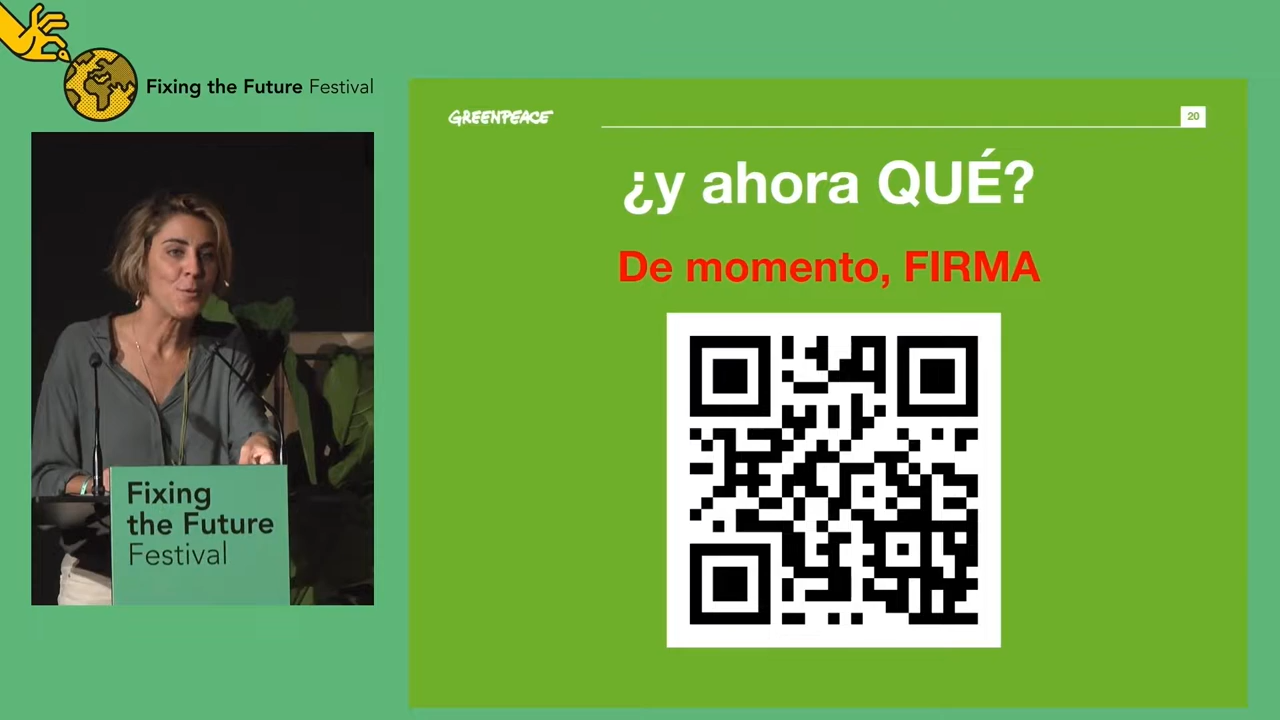 Fixing the Future Festival
GREENPEACE
20
¿y ahora QUÉ?
De momento, FIRMA
Fixing
the Future
Festival